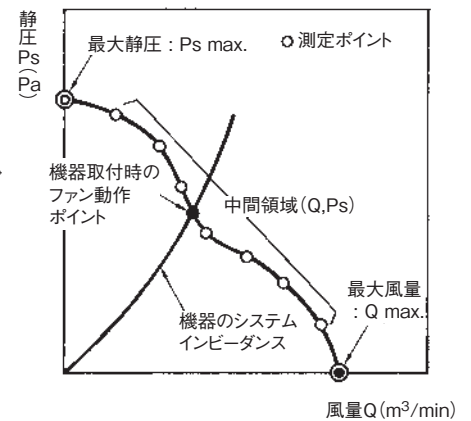 静圧
Ps
(Pa)
最大静圧：Ps max.
測定ポイント
機器取付時の
ファン動作
ポイント
中間領域(Q,Ps)
最大風量
：Q max.
機器のシステム
インピーダンス
風量Q(m³/min)